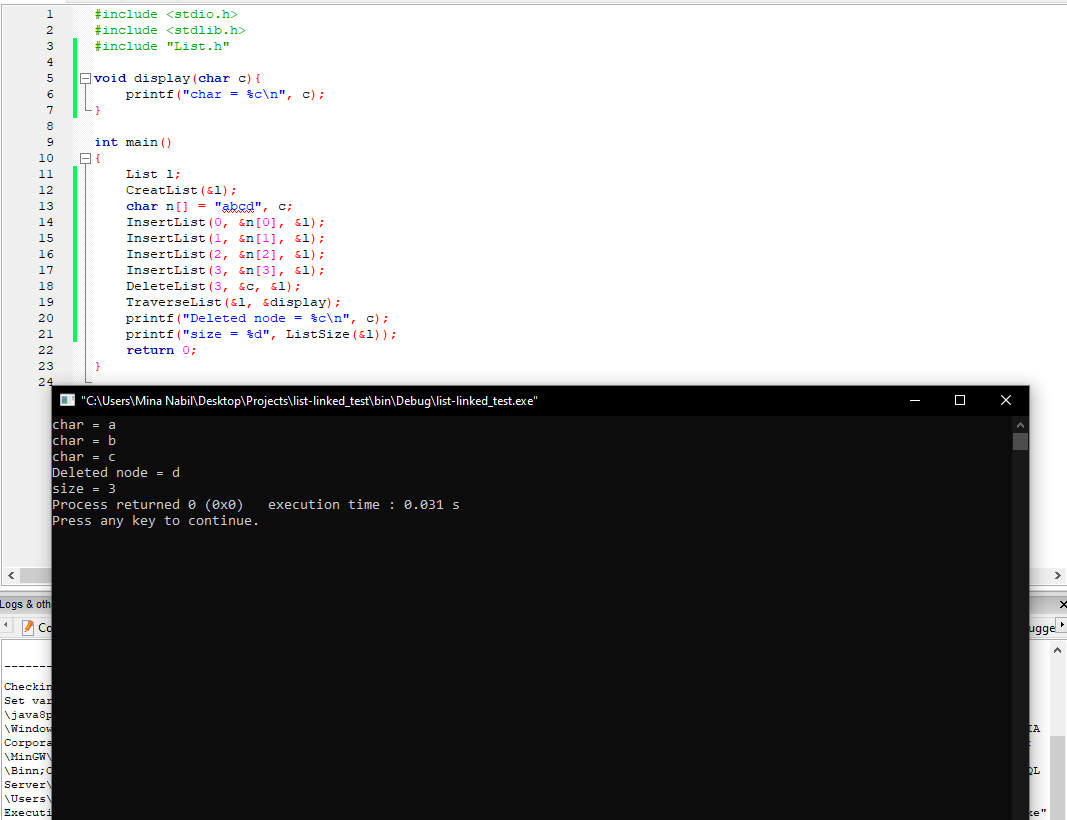 1 #include <stdio.h>
2 #include <stdlib.h>
3 #include "List.h"
4
5 void display(char c){
6 printf("char = %c\n", c);
7 }
8
9 int main()
10 {
11 List l;
12 CreatList(&l);
13 char n[] = "abcd", c;
14 InsertList(0, &n[0], &l);
15 InsertList(1, &n[1], &l);
16 InsertList(2, &n[2], &l);
17 InsertList(3, &n[3], &l);
18 DeleteList(3, &c, &l);
19 TraverseList(&l, &display);
20 printf("Deleted node = %c\n", c);
21 printf("size = %d", ListSize(&l));
22 return 0;
23 }
24
"C:\Users\Mina Nabil\Desktop\Projects\list-linked_test\bin\Debug\list-linked_test.exe"
char = a
char = b
char = c
Deleted node = d
size = 3
Process returned 0 (0x0) execution time : 0.031 s
Press any key to continue.
Logs & oth
Co
ugge
--------
Checkin
Set var
\java8p
\Window IA
Corpora
\MinGW\
\Binn;C QL
Server\
\Users\
Executi xe"